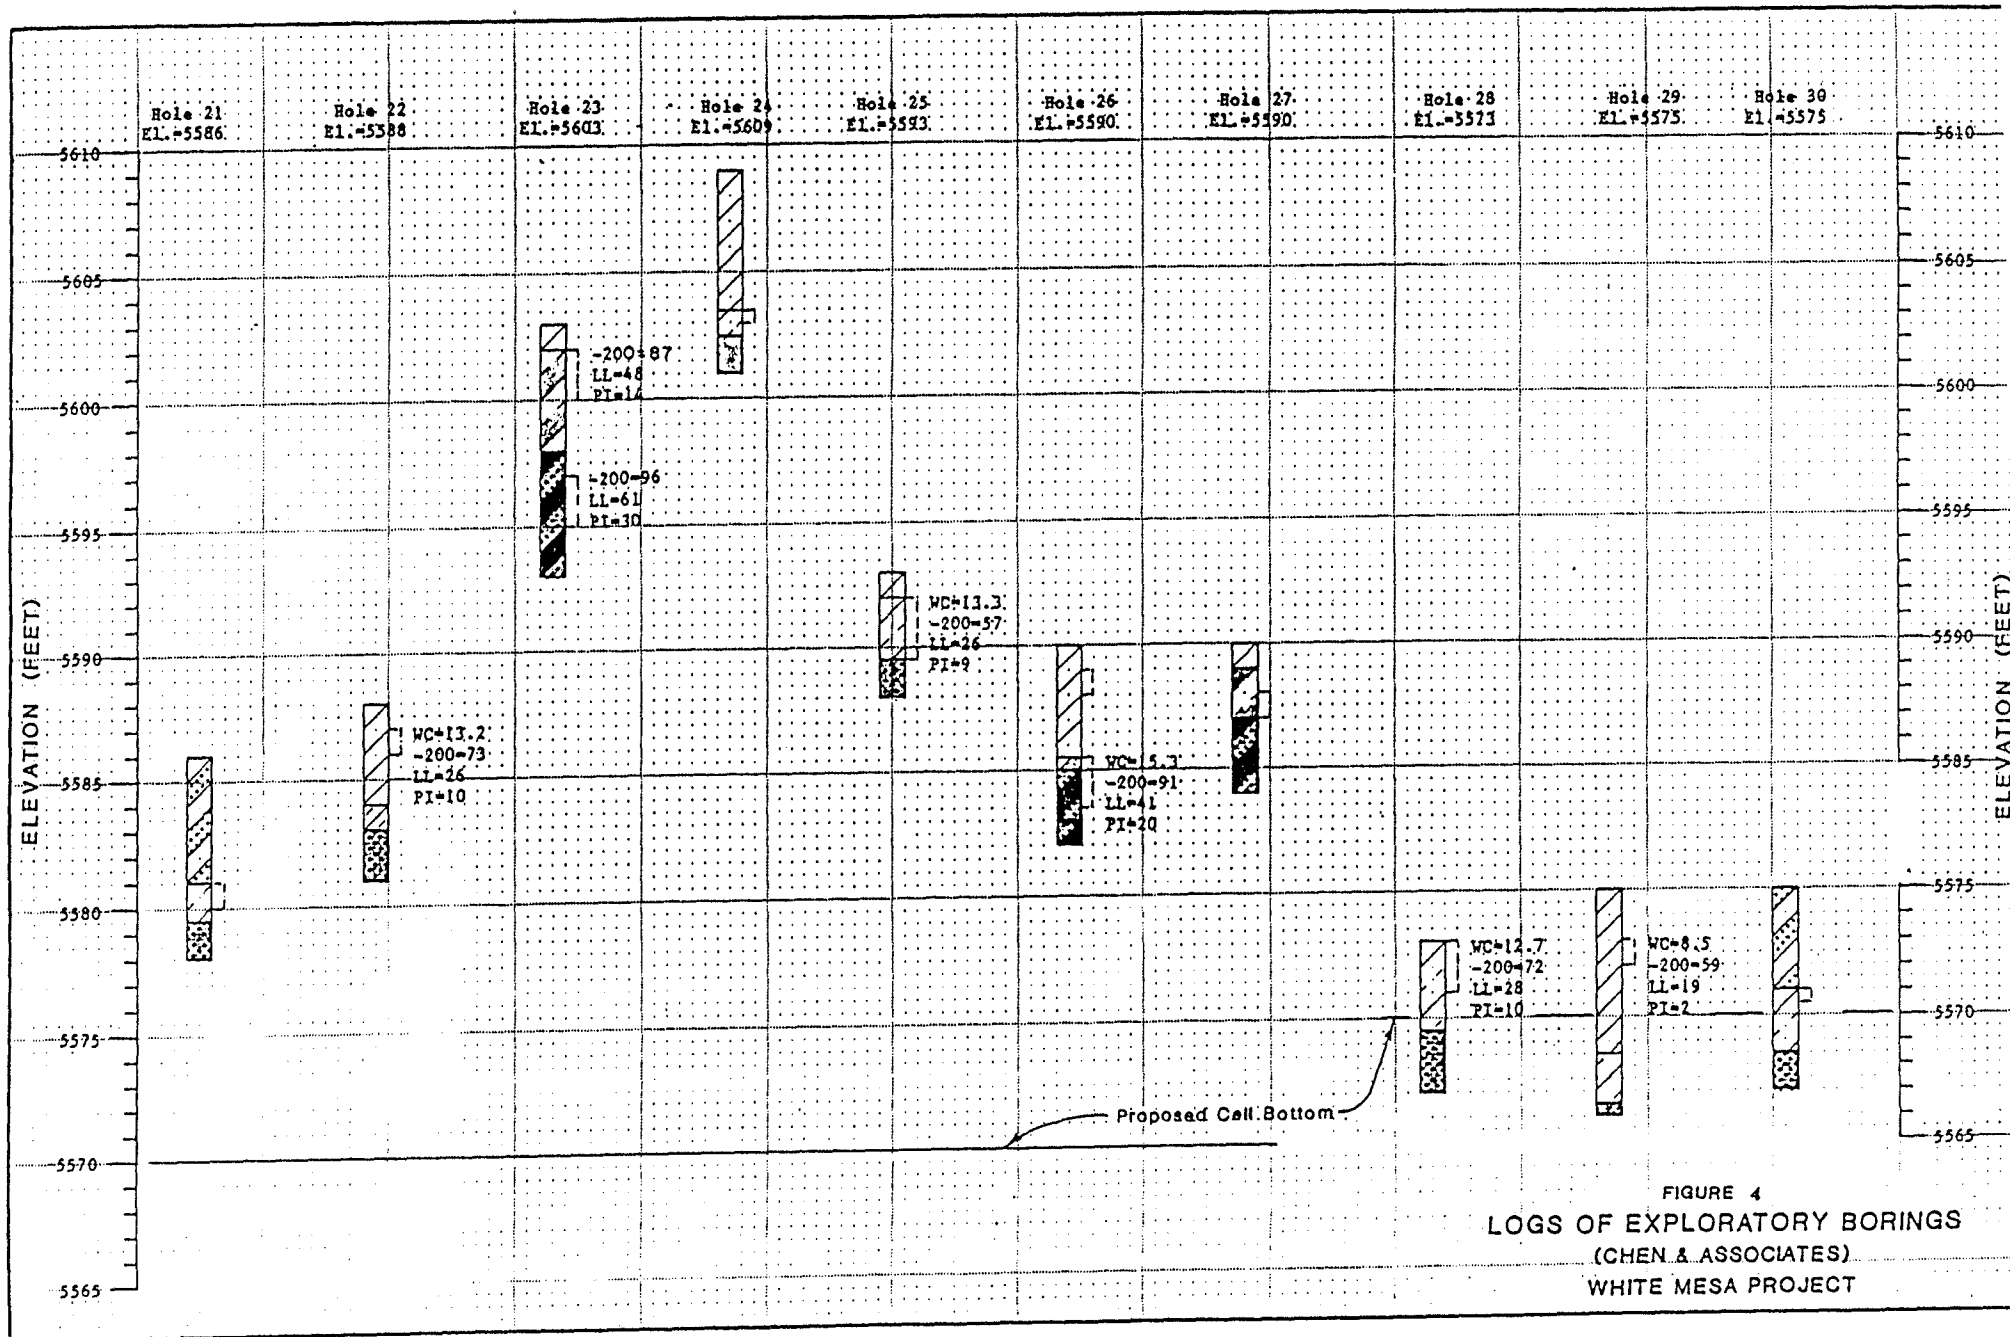 Hole 21
El.=5586
Hole 22
El.=5588
Hole 23
El.=5603
Hole 24
El.=5609
Hole 25
El.=5593
Hole 26
El.=5590
Hole 27
El.=5590
Hole 28
El.=5573
Hole 29
El.=5575
Hole 30
El.=5575
5610
5605
5600
5595
5590
5585
5580
5575
5570
5565
ELEVATION (FEET)
WC=13.2
-200=73
LL=26
PI=10
-200=87
LL=48
PI=14
-200=96
LL=61
PI=30
WC=13.3
-200=57
LL=26
PI=9
WC=15.3
-200=91
LL=41
PI=20
WC=12.7
-200=72
LL=28
PI=10
WC=8.5
-200=59
LL=19
PI=2
5610
5605
5600
5595
5590
5585
5575
5570
5565
ELEVATION (FEET)
Proposed Cell Bottom
FIGURE 4
LOGS OF EXPLORATORY BORINGS
(CHEN & ASSOCIATES)
WHITE MESA PROJECT